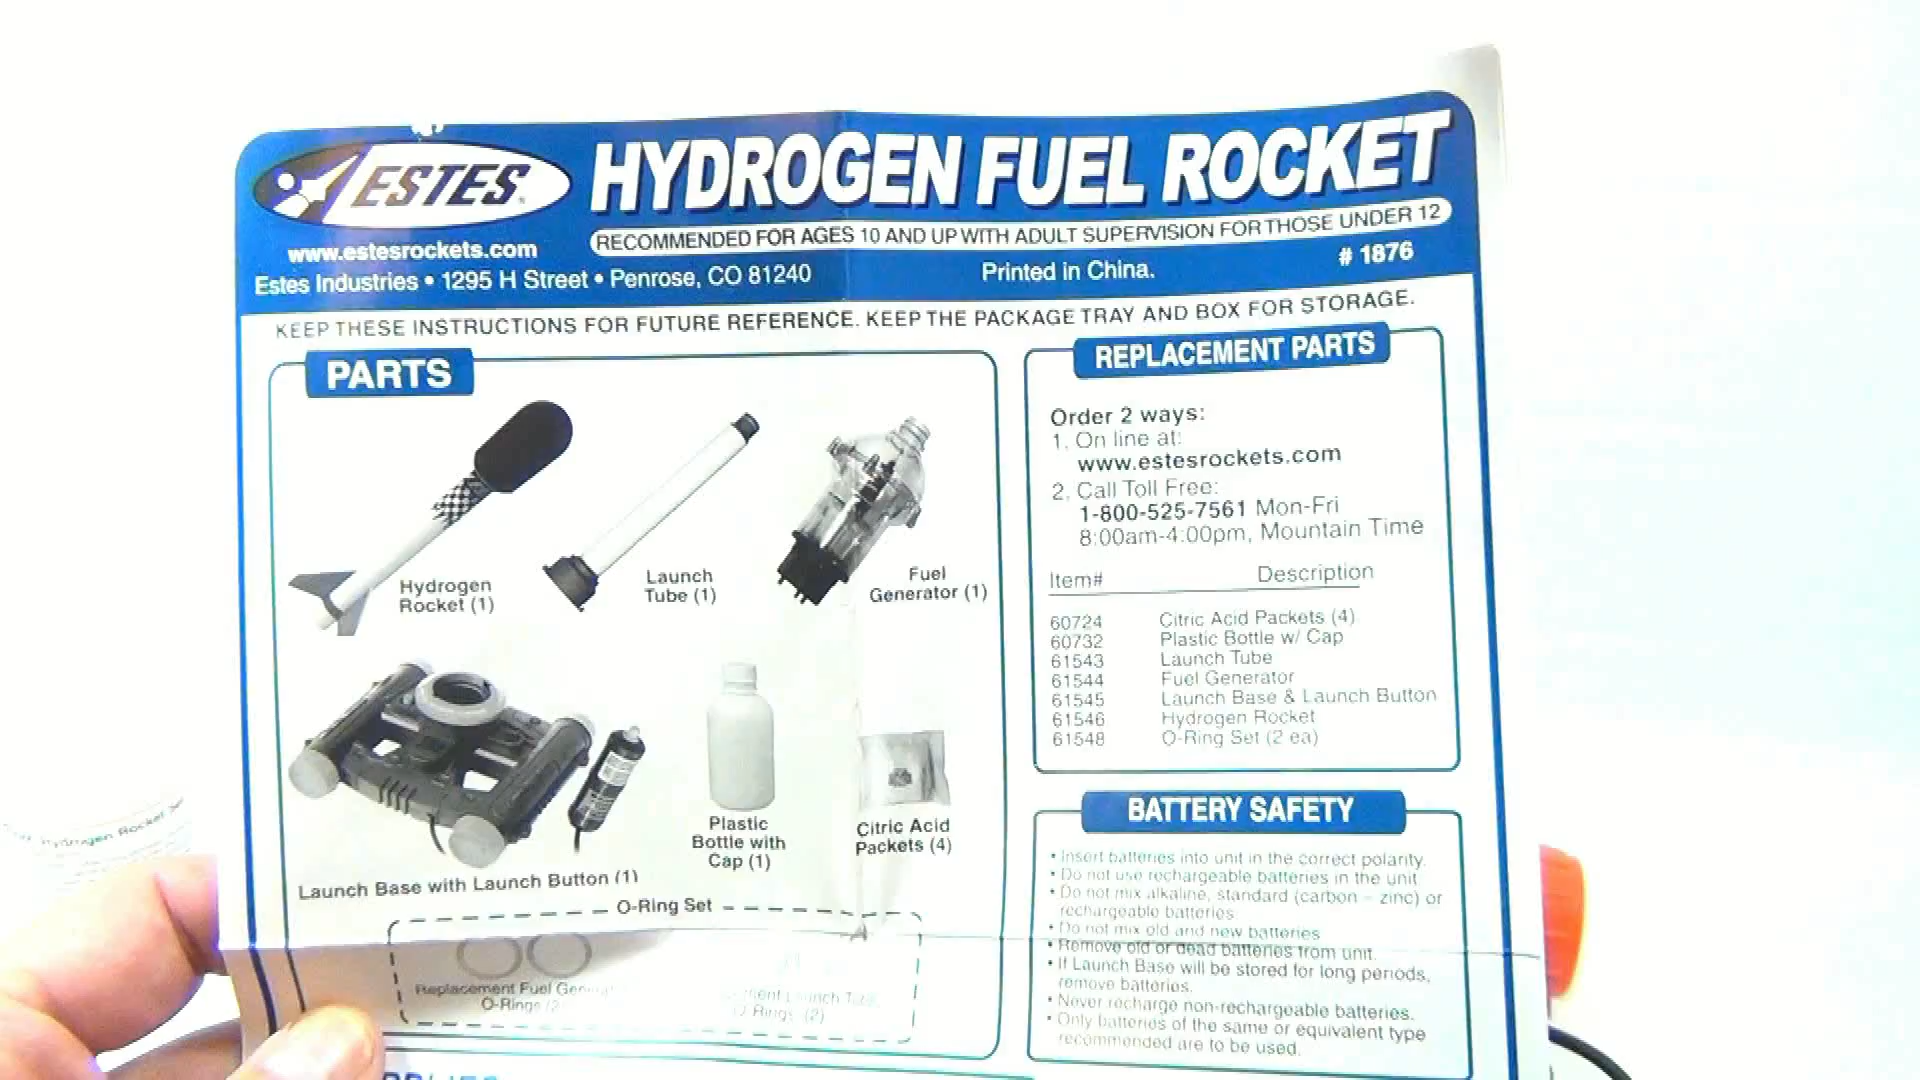 ESTES
HYDROGEN FUEL ROCKET
RECOMMENDED FOR AGES 10 AND UP WITH ADULT SUPERVISION FOR THOSE UNDER 12
www.estesrockets.com
Estes Industries • 1295 H Street • Penrose, CO 81240
Printed in China.
# 1876
KEEP THESE INSTRUCTIONS FOR FUTURE REFERENCE. KEEP THE PACKAGE TRAY AND BOX FOR STORAGE.
PARTS
Hydrogen
Rocket (1)
Launch
Tube (1)
Fuel
Generator (1)
Launch Base with Launch Button (1)
Plastic
Bottle with
Cap (1)
Citric Acid
Packets (4)
O-Ring Set
Replacement Fuel
O-Rings (2
Launch Tube
(2)
REPLACEMENT PARTS
Order 2 ways:
1. On line at:
www.estesrockets.com
2. Call Toll Free:
1-800-525-7561 Mon-Fri
8:00am-4:00pm, Mountain Time
Item# Description
60724 Citric Acid Packets (4)
60732 Plastic Bottle w/ Cap
61543 Launch Tube
61544 Fuel Generator
61545 Launch Base & Launch Button
61546 Hydrogen Rocket
61548 O-Ring Set (2 ea)
BATTERY SAFETY
• Insert batteries into unit in the correct polarity.
• Do not use rechargeable batteries in the unit
• Do not mix alkaline, standard (carbon – zinc) or
rechargeable batteries
• Do not mix old and new batteries
• Remove old or dead batteries from unit.
• If Launch Base will be stored for long periods,
remove batteries.
• Never recharge non-rechargeable batteries.
• Only batteries of the same or equivalent type
recommended are to be used.
Hydrogen Rocket